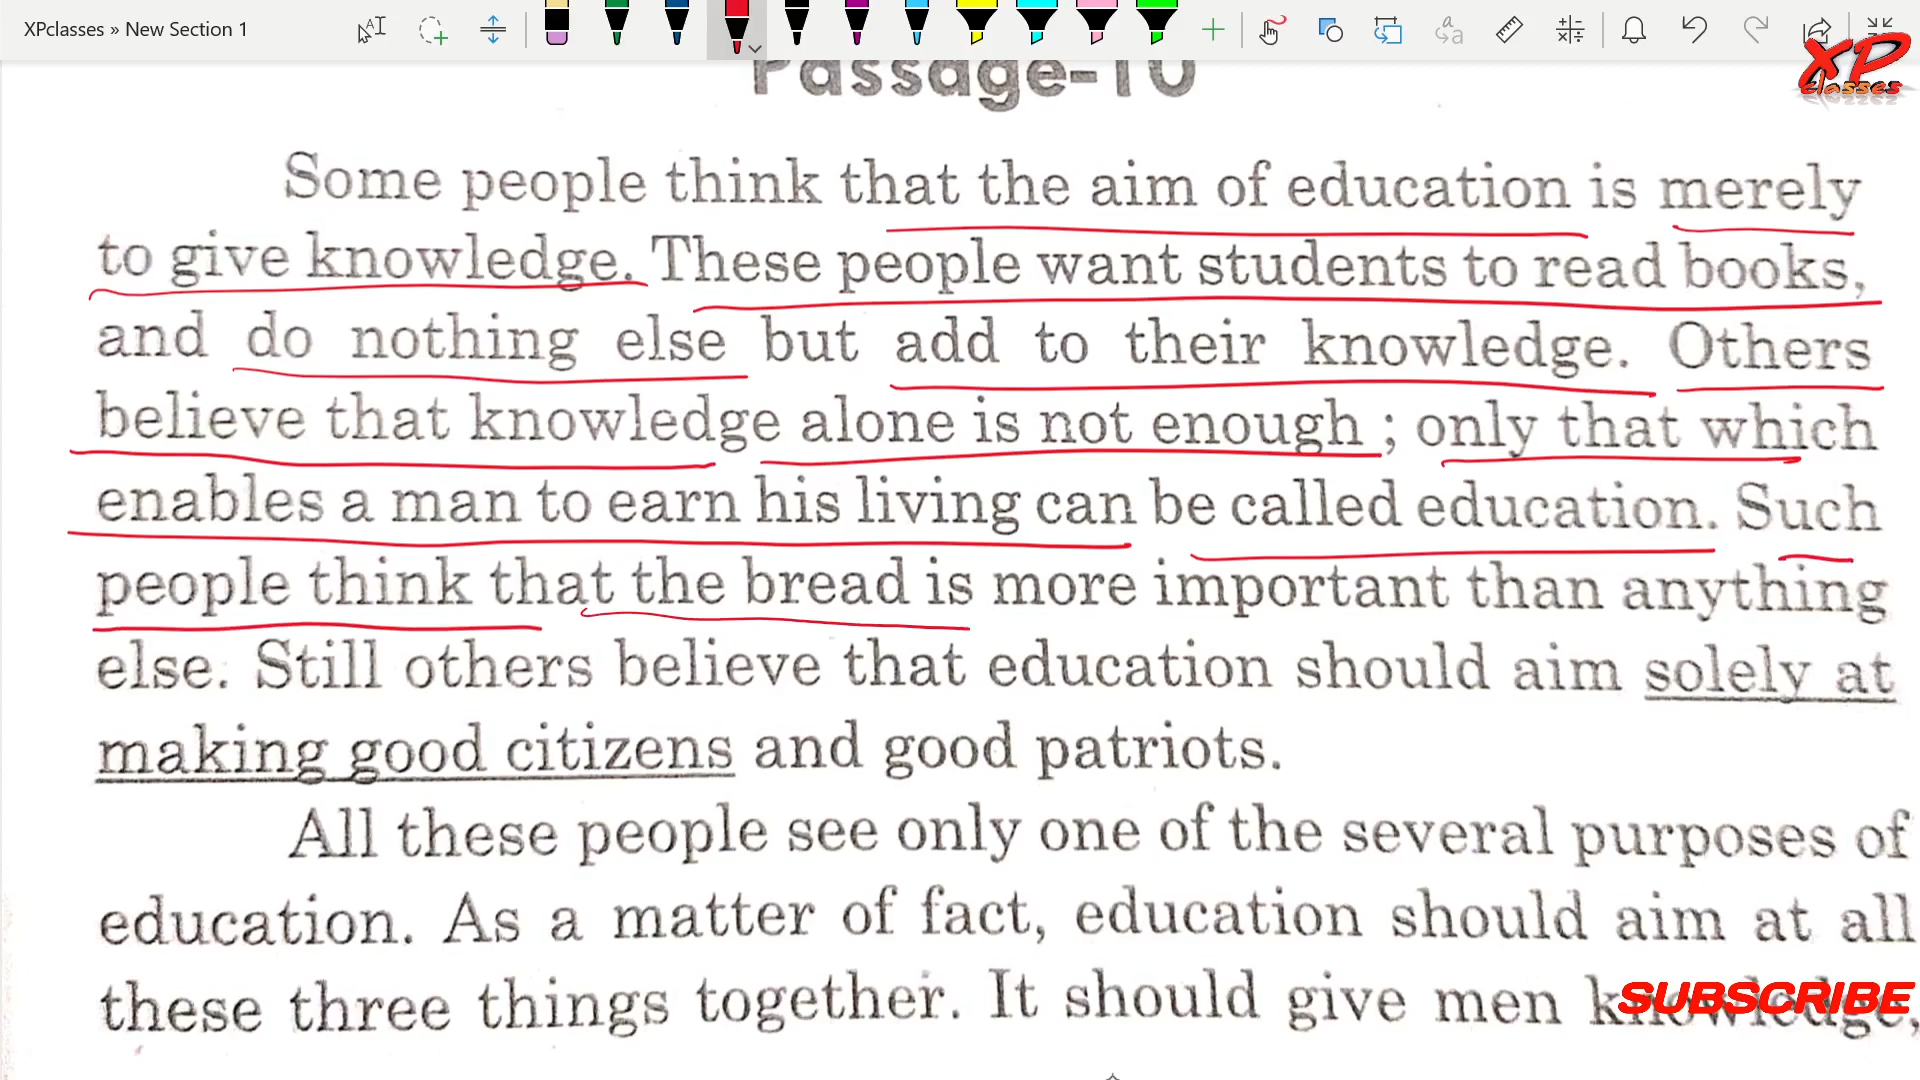 XPclasses » New Section 1
XP
classes
Passage-10
Some people think that the aim of education is merely
to give knowledge. These people want students to read books,
and do nothing else but add to their knowledge. Others
believe that knowledge alone is not enough ; only that which
enables a man to earn his living can be called education. Such
people think that the bread is more important than anything
else. Still others believe that education should aim solely at
making good citizens and good patriots.
All these people see only one of the several purposes of
education. As a matter of fact, education should aim at all
these three things together. It should give men knowledge,
SUBSCRIBE